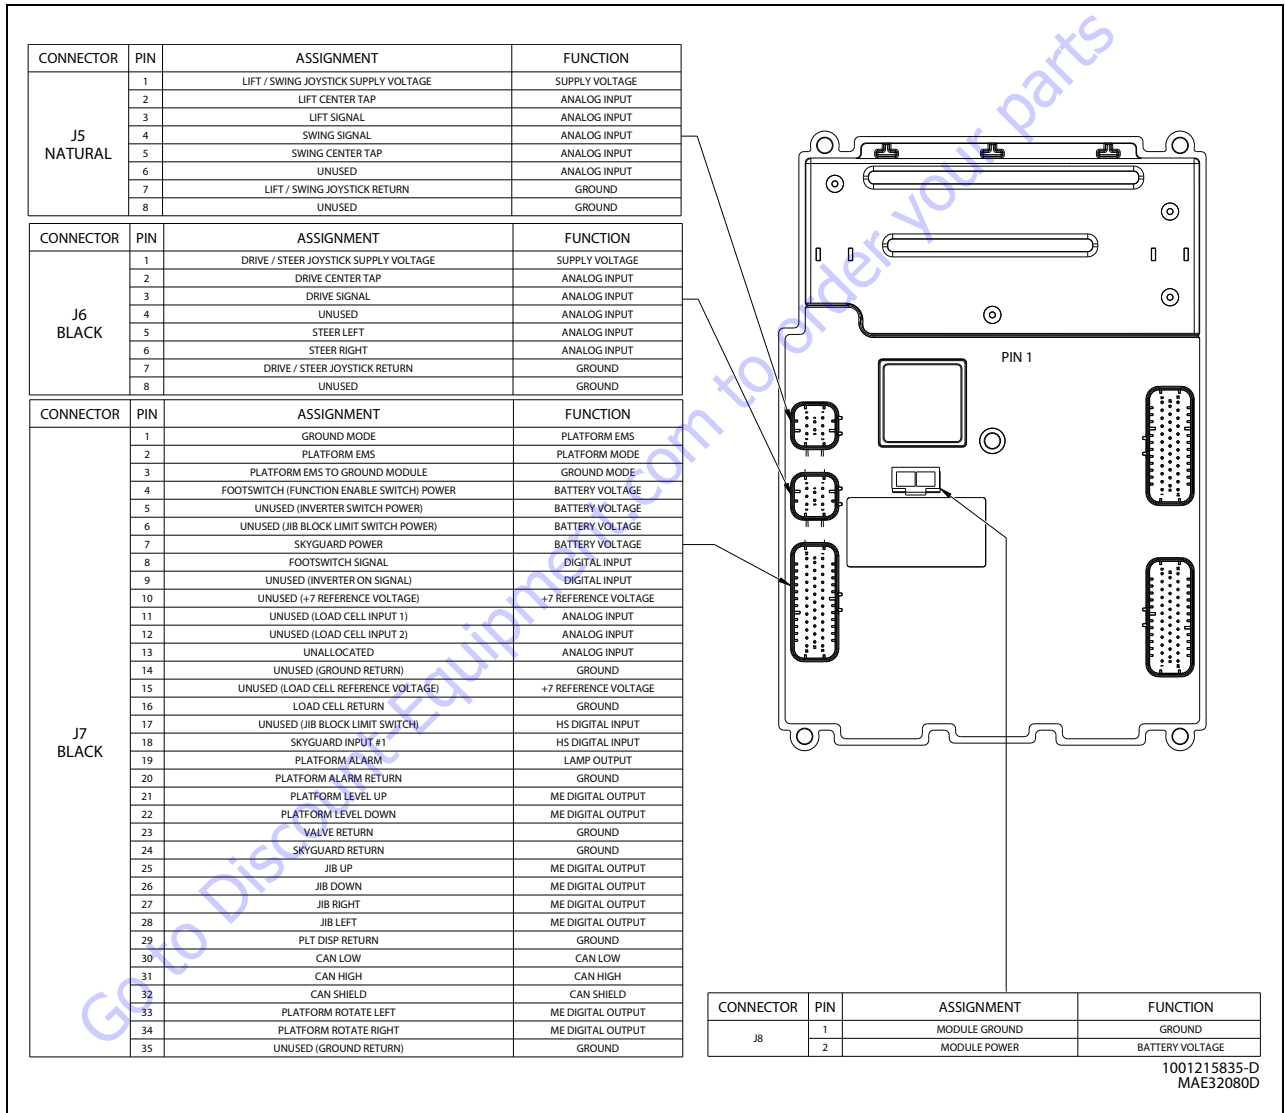 CONNECTOR PIN ASSIGNMENT FUNCTION
J5 NATURAL
1 LIFT / SWING JOYSTICK SUPPLY VOLTAGE SUPPLY VOLTAGE
2 LIFT CENTER TAP ANALOG INPUT
3 LIFT SIGNAL ANALOG INPUT
4 SWING SIGNAL ANALOG INPUT
5 SWING CENTER TAP ANALOG INPUT
6 UNUSED ANALOG INPUT
7 LIFT / SWING JOYSTICK RETURN GROUND
8 UNUSED GROUND
CONNECTOR PIN ASSIGNMENT FUNCTION
J6 BLACK
1 DRIVE / STEER JOYSTICK SUPPLY VOLTAGE SUPPLY VOLTAGE
2 DRIVE CENTER TAP ANALOG INPUT
3 DRIVE SIGNAL ANALOG INPUT
4 UNUSED ANALOG INPUT
5 STEER LEFT ANALOG INPUT
6 STEER RIGHT ANALOG INPUT
7 DRIVE / STEER JOYSTICK RETURN GROUND
8 UNUSED GROUND
CONNECTOR PIN ASSIGNMENT FUNCTION
J7 BLACK
1 GROUND MODE PLATFORM EMS
2 PLATFORM EMS PLATFORM MODE
3 PLATFORM EMS TO GROUND MODULE GROUND MODE
4 FOOTSWITCH (FUNCTION ENABLE SWITCH) POWER BATTERY VOLTAGE
5 UNUSED (INVERTER SWITCH POWER) BATTERY VOLTAGE
6 UNUSED (JIB BLOCK LIMIT SWITCH POWER) BATTERY VOLTAGE
7 SKYGUARD POWER BATTERY VOLTAGE
8 FOOTSWITCH SIGNAL DIGITAL INPUT
9 UNUSED (INVERTER ON SIGNAL) DIGITAL INPUT
10 UNUSED (+7 REFERENCE VOLTAGE) +7 REFERENCE VOLTAGE
11 UNUSED (LOAD CELL INPUT 1) ANALOG INPUT
12 UNUSED (LOAD CELL INPUT 2) ANALOG INPUT
13 UNALLOCATED ANALOG INPUT
14 UNUSED (GROUND RETURN) GROUND
15 UNUSED (LOAD CELL REFERENCE VOLTAGE) +7 REFERENCE VOLTAGE
16 LOAD CELL RETURN GROUND
17 UNUSED (JIB BLOCK LIMIT SWITCH) HS DIGITAL INPUT
18 SKYGUARD INPUT #1 HS DIGITAL INPUT
19 PLATFORM ALARM LAMP OUTPUT
20 PLATFORM ALARM RETURN GROUND
21 PLATFORM LEVEL UP ME DIGITAL OUTPUT
22 PLATFORM LEVEL DOWN ME DIGITAL OUTPUT
23 VALVE RETURN GROUND
24 SKYGUARD RETURN GROUND
25 JIB UP ME DIGITAL OUTPUT
26 JIB DOWN ME DIGITAL OUTPUT
27 JIB RIGHT ME DIGITAL OUTPUT
28 JIB LEFT ME DIGITAL OUTPUT
29 PLT DISP RETURN GROUND
30 CAN LOW CAN LOW
31 CAN HIGH CAN HIGH
32 CAN SHIELD CAN SHIELD
33 PLATFORM ROTATE LEFT ME DIGITAL OUTPUT
34 PLATFORM ROTATE RIGHT ME DIGITAL OUTPUT
35 UNUSED (GROUND RETURN) GROUND
PIN 1
CONNECTOR PIN ASSIGNMENT FUNCTION
J8
1 MODULE GROUND GROUND
2 MODULE POWER BATTERY VOLTAGE
1001215835-D
MAE32080D
Go to Discount-Equipment.com to order your parts